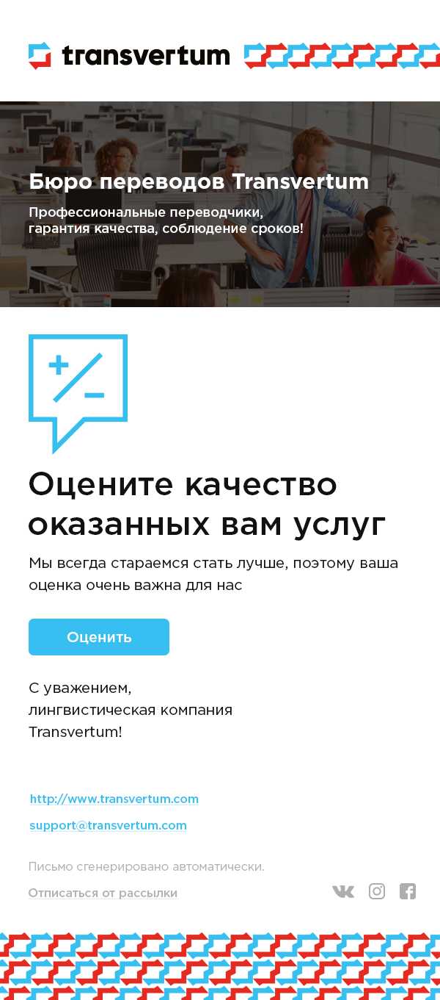 transvertum
Бюро переводов Transvertum
Профессиональные переводчики,
гарантия качества, соблюдение сроков!
Оцените качество
оказанных вам услуг
Мы всегда стараемся стать лучше, поэтому ваша
оценка очень важна для нас
Оценить
С уважением,
лингвистическая компания
Transvertum!
http://www.transvertum.com
support@transvertum.com
Письмо сгенерировано автоматически.
Отписаться от рассылки